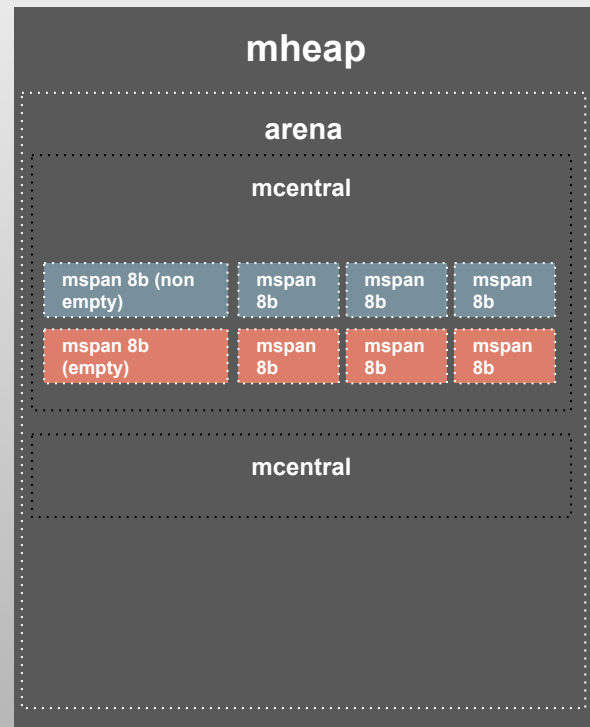 mheap
arena
mcentral
mspan 8b (non
empty)
mspan
8b
mspan
8b
mspan
8b
mspan 8b
(empty)
mspan
8b
mspan
8b
mspan
8b
mcentral